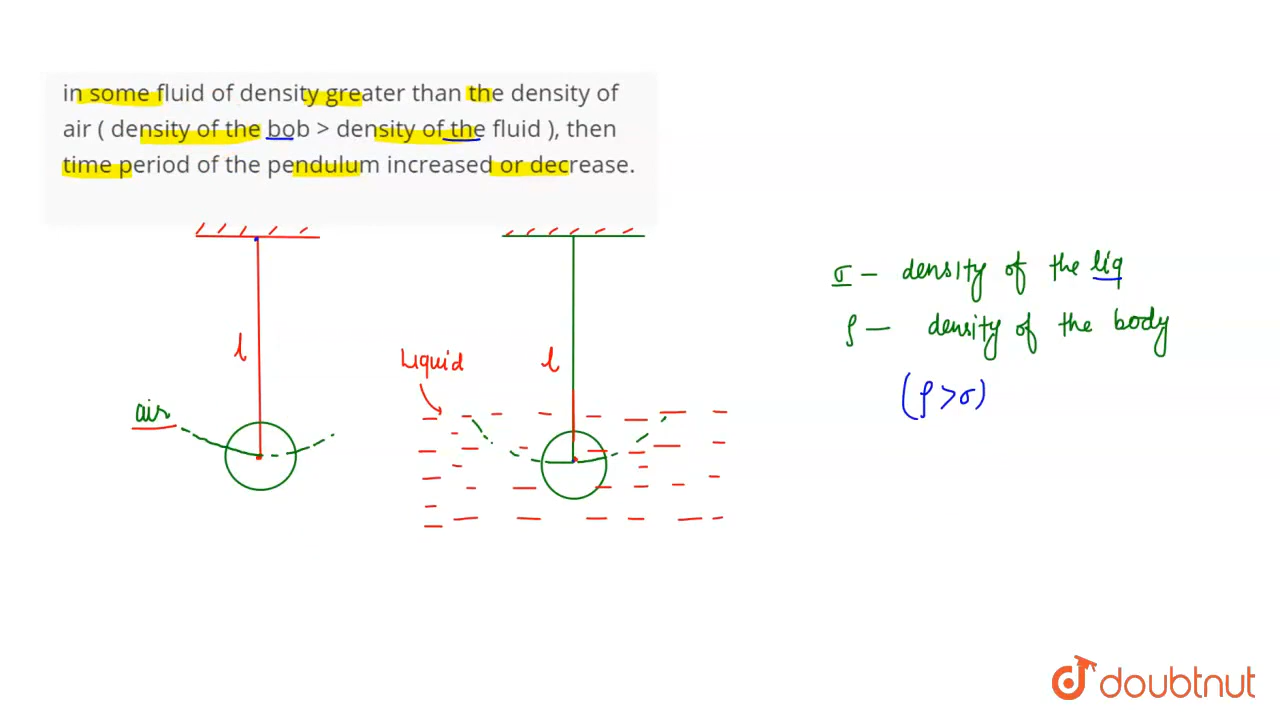 in some fluid of density greater than the density of
air ( density of the bob > density of the fluid ), then
time period of the pendulum increased or decrease.
σ – density of the liq
ρ – density of the body
(ρ > σ)
Liquid
l
l
air
doubtnut